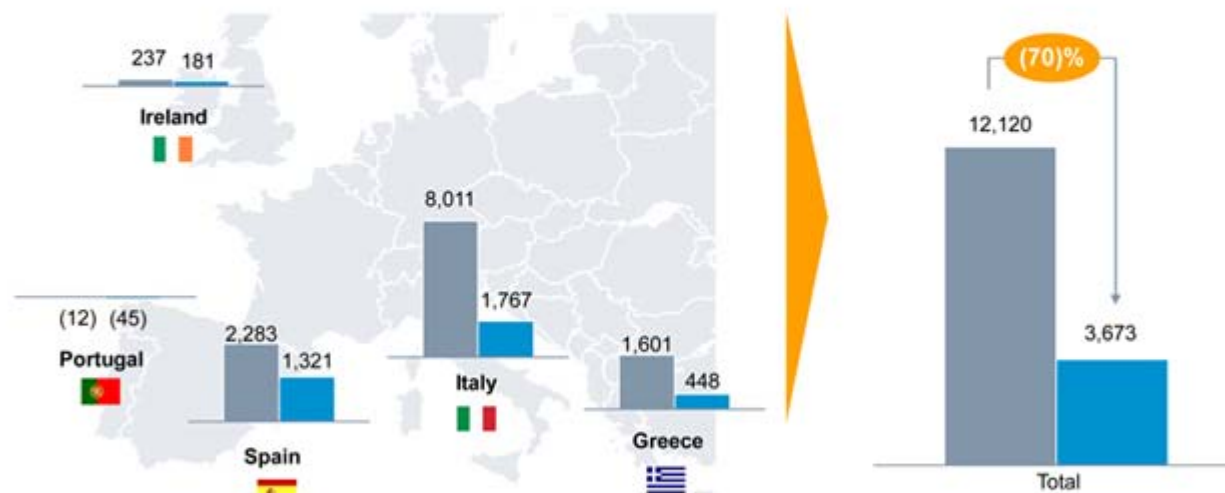 237 181
Ireland
(12) (45)
Portugal
2,283
1,321
Spain
8,011
1,767
Italy
1,601
448
Greece
(70)%
12,120
3,673
Total